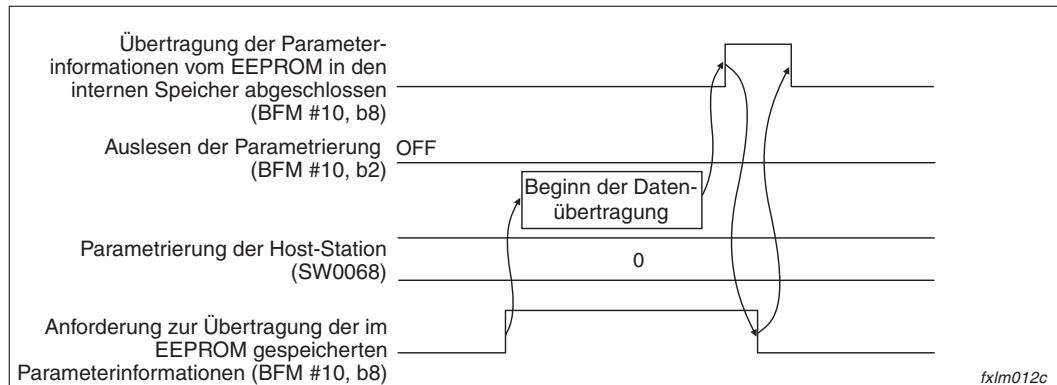 Übertragung der Parameter-
informationen vom EEPROM in den
internen Speicher abgeschlossen
(BFM #10, b8)
Auslesen der Parametrierung OFF
(BFM #10, b2)
Beginn der Daten-
übertragung
Parametrierung der Host-Station
(SW0068)
0
Anforderung zur Übertragung der im
EEPROM gespeicherten
Parameterinformationen (BFM #10, b8)
fxlm012c